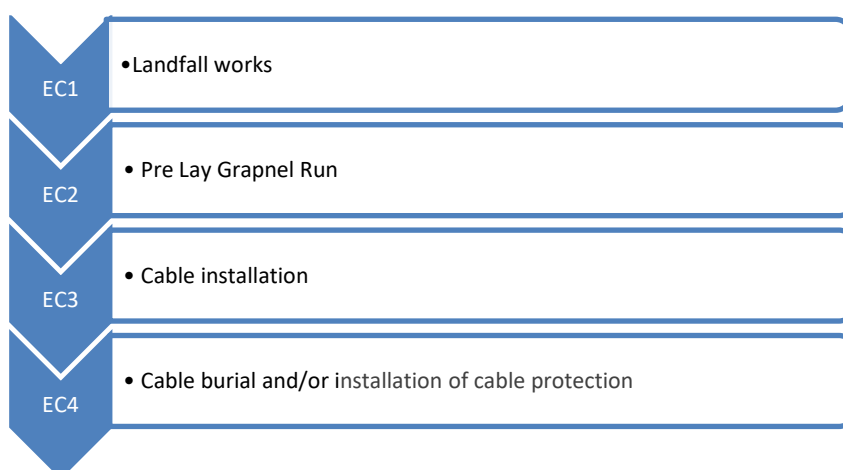 EC1
•Landfall works
EC2
• Pre Lay Grapnel Run
EC3
• Cable installation
EC4
• Cable burial and/or installation of cable protection